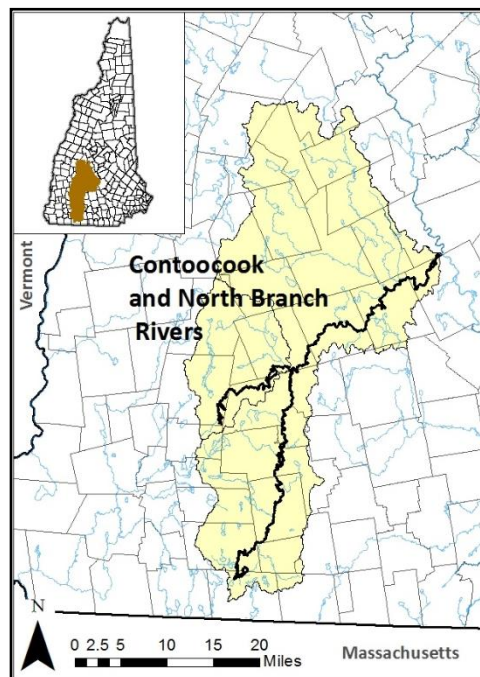 Vermont
Contoocook
and North Branch
Rivers
N
0 2.5 5 10 15 20
Miles
Massachusetts